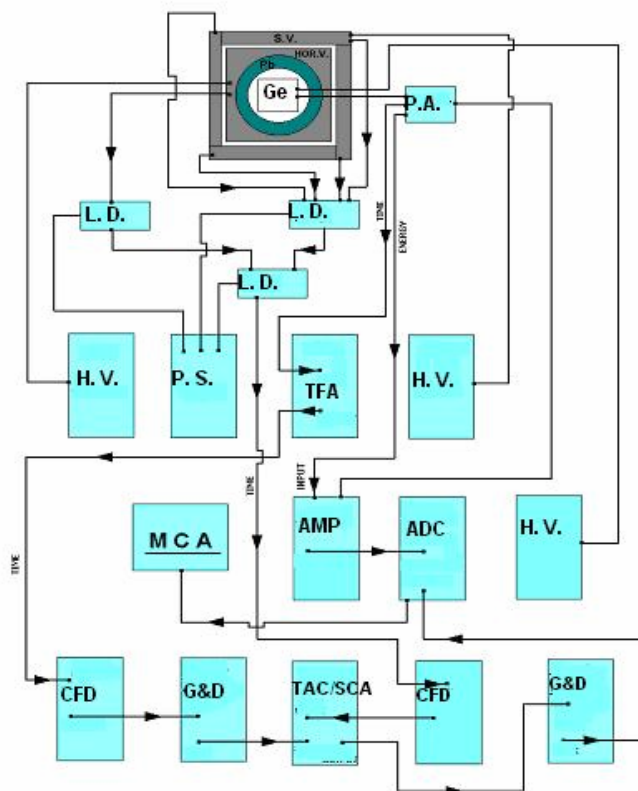 S.V.
HOR.V.
Pb
Ge
P.A.
L. D.
L. D.
TIME
ENERGY
L. D.
H. V.
P. S.
TFA
H. V.
TIME
INPUT
AMP
ADC
H. V.
M C A
TIME
CFD
G&D
TAC/SCA
CFD
G&D